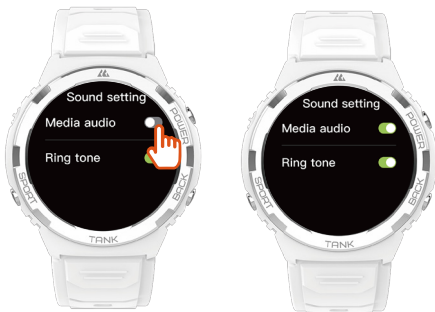 Sound setting
Media audio
Ring tone
POWER
BACK
SPORT
TANK
Sound setting
Media audio
Ring tone
POWER
BACK
SPORT
TANK